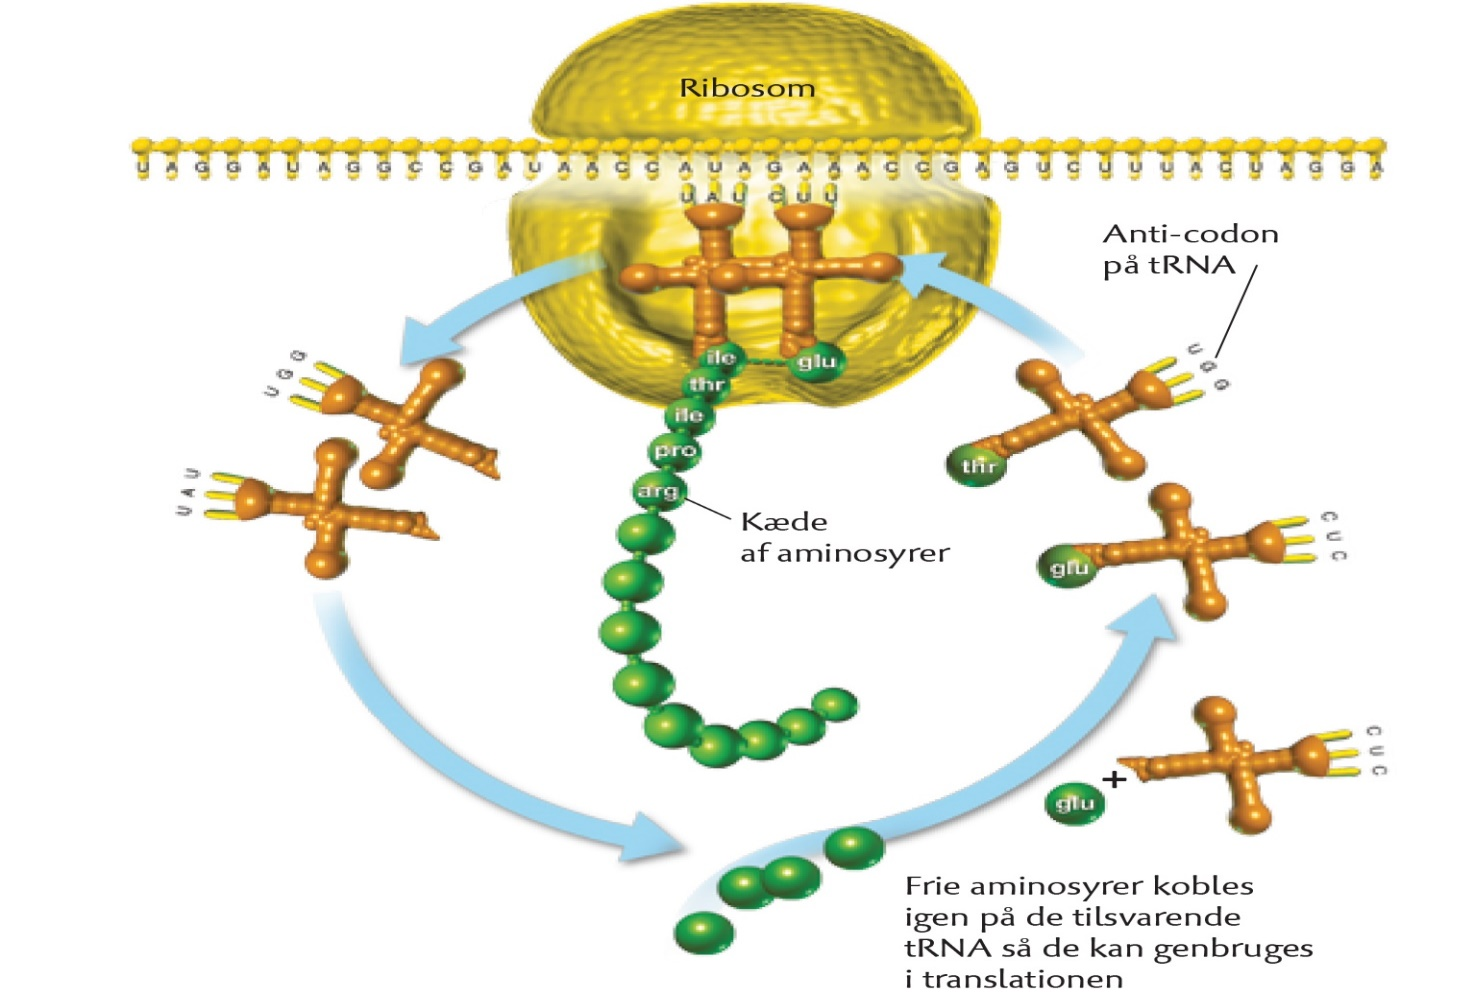 Ribosom
U A G G A U A G G C C G A U A A C C A U A G A A A C C G A G U C U U U A C U A G G A
U A U C U U
Anti-codon
på tRNA
U G G
U G G
ile glu
thr
ile
pro
arg
thr
U A U
Kæde
af aminosyrer
C U C
glu
C U C
glu
+
Frie aminosyrer kobles
igen på de tilsvarende
tRNA så de kan genbruges
i translationen